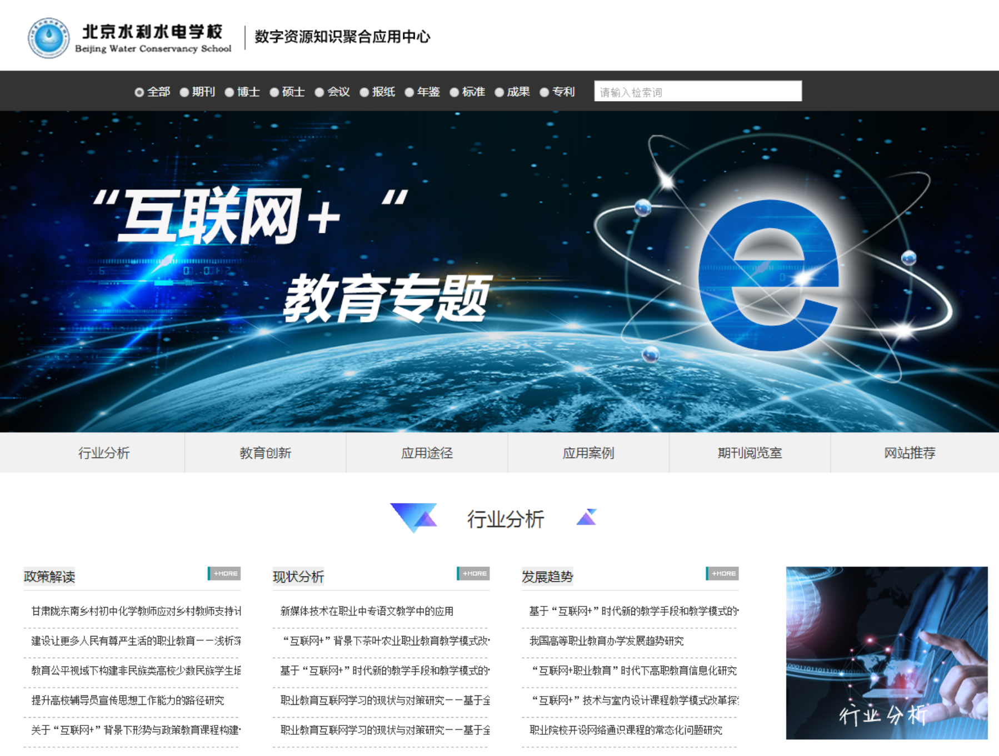 北京水利水电学校
Beijing Water Conservancy School
数字资源知识聚合应用中心
全部 期刊 博士 硕士 会议 报纸 年鉴 标准 成果 专利
请输入检索词
“互联网+ “
教育专题
行业分析 教育创新 应用途径 应用案例 期刊阅览室 网站推荐
行业分析
政策解读 +MORE
甘肃陇东南乡村初中化学教师应对乡村教师支持计
建设让更多人民有尊严生活的职业教育——浅析深
教育公平视域下构建非民族类高校少数民族学生培
提升高校辅导员宣传思想工作能力的路径研究
关于“互联网+”背景下形势与政策教育课程构建
现状分析 +MORE
新媒体技术在职业中专语文教学中的应用
“互联网+”背景下茶叶农业职业教育教学模式改
基于“互联网+”时代新的教学手段和教学模式的
职业教育互联网学习的现状与对策研究——基于全
职业教育互联网学习的现状与对策研究——基于全
发展趋势 +MORE
基于“互联网+”时代新的教学手段和教学模式的
我国高等职业教育办学发展趋势研究
“互联网+职业教育”时代下高职教育信息化研究
“互联网+”技术与室内设计课程教学模式改革探
职业院校开设网络通识课程的常态化问题研究
行业分析